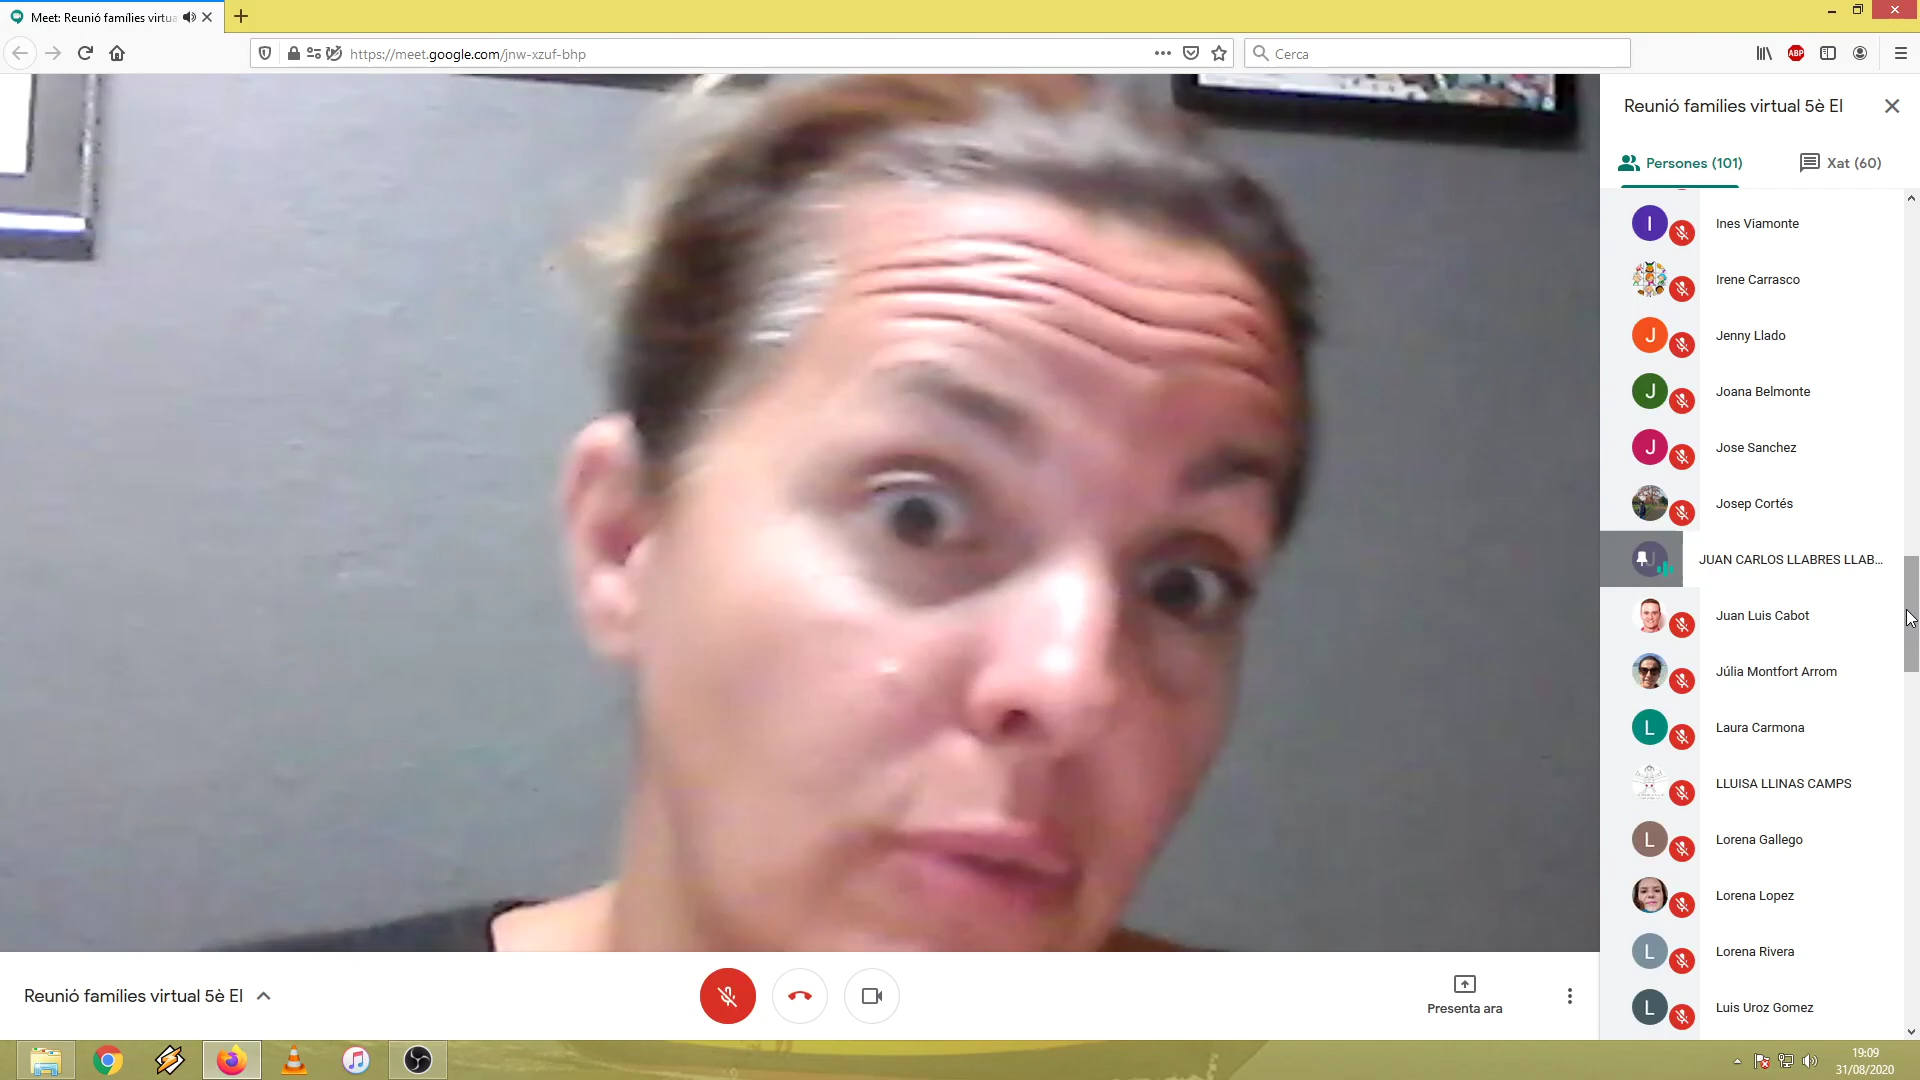 Meet: Reunió famílies virtua
https://meet.google.com/jnw-xzuf-bhp
Cerca
ABP
Reunió famílies virtual 5è EI
Persones (101)
Xat (60)
I Ines Viamonte
Irene Carrasco
J Jenny Llado
J Joana Belmonte
J Jose Sanchez
Josep Cortés
J JUAN CARLOS LLABRES LLAB...
Juan Luis Cabot
Júlia Montfort Arrom
L Laura Carmona
LLUISA LLINAS CAMPS
L Lorena Gallego
Lorena Lopez
L Lorena Rivera
L Luis Uroz Gomez
Reunió famílies virtual 5è EI
Presenta ara
19:09
31/08/2020